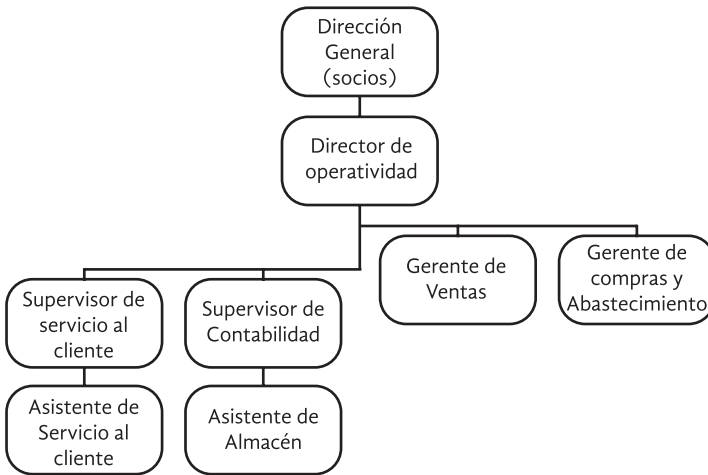 Dirección
General
(socios)
Director de
operatividad
Gerente de
Ventas
Gerente de
compras y
Abastecimiento
Supervisor de
servicio al
cliente
Supervisor de
Contabilidad
Asistente de
Servicio al
cliente
Asistente de
Almacén